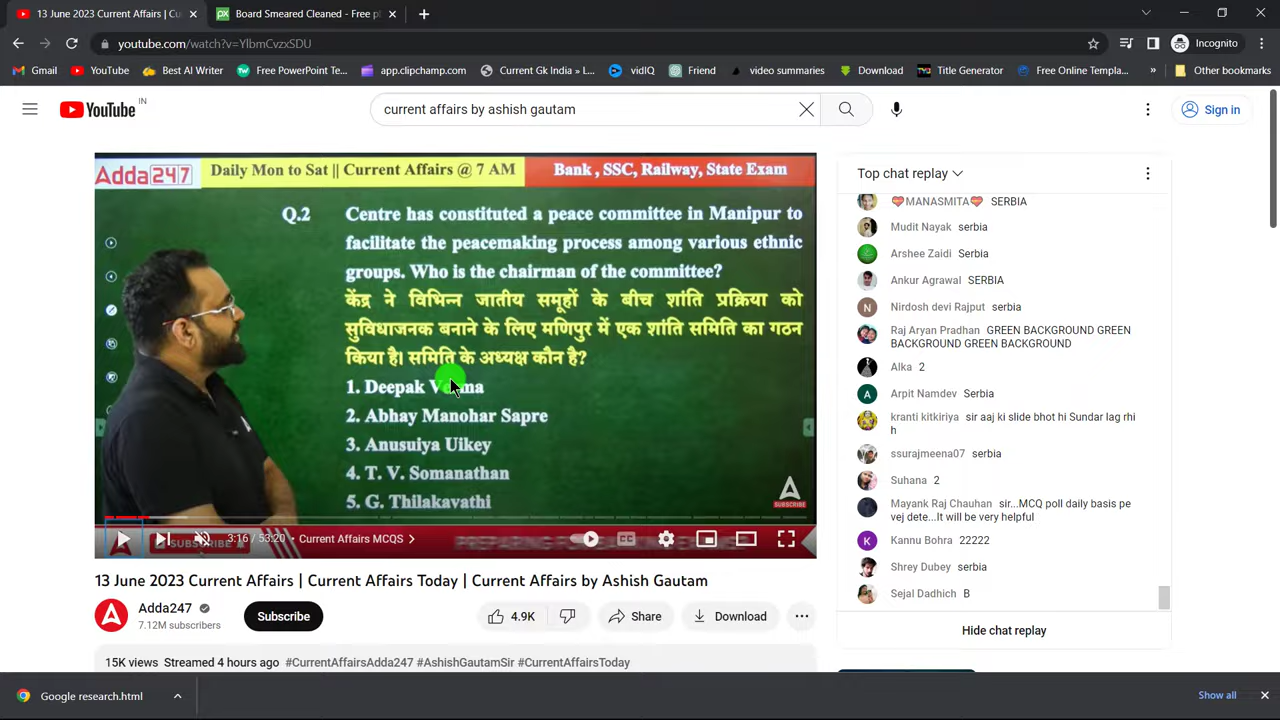 13 June 2023 Current Affairs | Cu
Board Smeared Cleaned - Free p
youtube.com/watch?v=YlbmCvzxSDU
Incognito
Gmail
YouTube
Best AI Writer
Free PowerPoint Te...
app.clipchamp.com
Current Gk India » L...
vidIQ
Friend
video summaries
Download
Title Generator
Free Online Templa...
»
Other bookmarks
YouTube IN
current affairs by ashish gautam
Sign in
Adda247
Daily Mon to Sat || Current Affairs @ 7 AM
Bank , SSC, Railway, State Exam
Q.2 Centre has constituted a peace committee in Manipur to
facilitate the peacemaking process among various ethnic
groups. Who is the chairman of the committee?
केंद्र ने विभिन्न जातीय समूहों के बीच शांति प्रक्रिया को
सुविधाजनक बनाने के लिए मणिपुर में एक शांति समिति का गठन
किया है। समिति के अध्यक्ष कौन है?
1. Deepak Verma
2. Abhay Manohar Sapre
3. Anusuiya Uikey
4. T. V. Somanathan
5. G. Thilakavathi
SUBSCRIBE
SUBSCRIBE
3:16 / 53:20 • Current Affairs MCQS
CC
13 June 2023 Current Affairs | Current Affairs Today | Current Affairs by Ashish Gautam
Adda247
7.12M subscribers
Subscribe
4.9K
Share
Download
15K views Streamed 4 hours ago #CurrentAffairsAdda247 #AshishGautamSir #CurrentAffairsToday
Top chat replay
MANASMITA SERBIA
Mudit Nayak serbia
Arshee Zaidi Serbia
Ankur Agrawal SERBIA
N Nirdosh devi Rajput serbia
Raj Aryan Pradhan GREEN BACKGROUND GREEN
BACKGROUND GREEN BACKGROUND
Alka 2
A Arpit Namdev Serbia
kranti kitkiriya sir aaj ki slide bhot hi Sundar lag rhi
h
ssurajmeena07 serbia
Suhana 2
Mayank Raj Chauhan sir...MCQ poll daily basis pe
vej dete...It will be very helpful
K Kannu Bohra 22222
Shrey Dubey serbia
Sejal Dadhich B
Hide chat replay
Google research.html
Show all